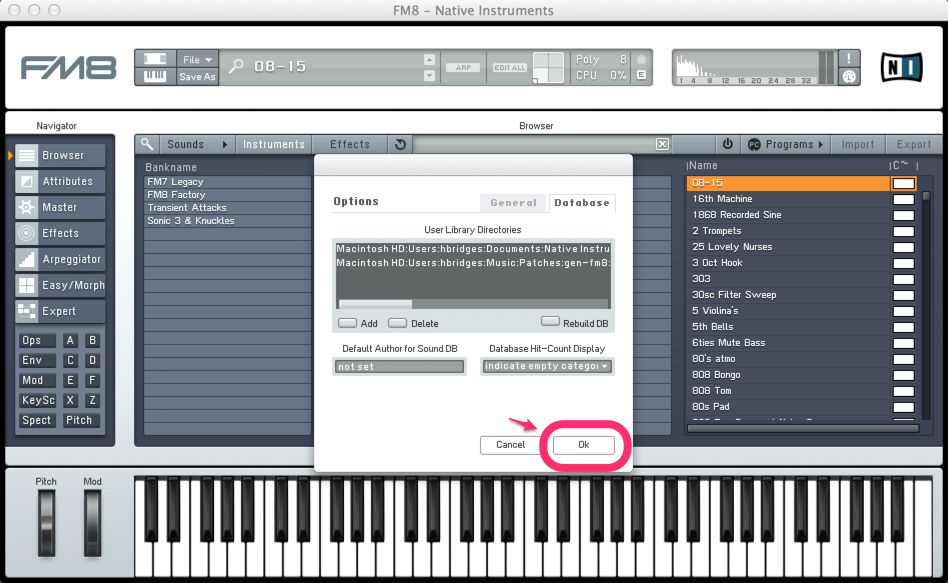 FM8 – Native Instruments
FM8
File
Save As
08-15
ARP
EDIT ALL
Poly 8
CPU 0%
E
1 4 8 12 16 20 24 28 32
!
NI
Navigator
Browser
Browser
Attributes
Master
Effects
Arpeggiator
Easy/Morph
Expert
Ops A B
Env C D
Mod E F
KeySc X Z
Spect Pitch
Sounds
Instruments
Effects
PC Programs
Import
Export
Bankname
FM7 Legacy
FM8 Factory
Transient Attacks
Sonic 3 & Knuckles
Options
General
Database
User Library Directories
Macintosh HD:Users:hbridges:Documents:Native Instru
Macintosh HD:Users:hbridges:Music:Patches:gen-fm8:
Add
Delete
Rebuild DB
Default Author for Sound DB
not set
Database Hit-Count Display
indicate empty categor
Cancel
Ok
Name
C
08-15
16th Machine
1868 Recorded Sine
2 Trompets
25 Lovely Nurses
3 Oct Hook
303
30sc Filter Sweep
5 Violina's
5th Bells
6ties Mute Bass
80's atmo
808 Bongo
808 Tom
80s Pad
Pitch
Mod